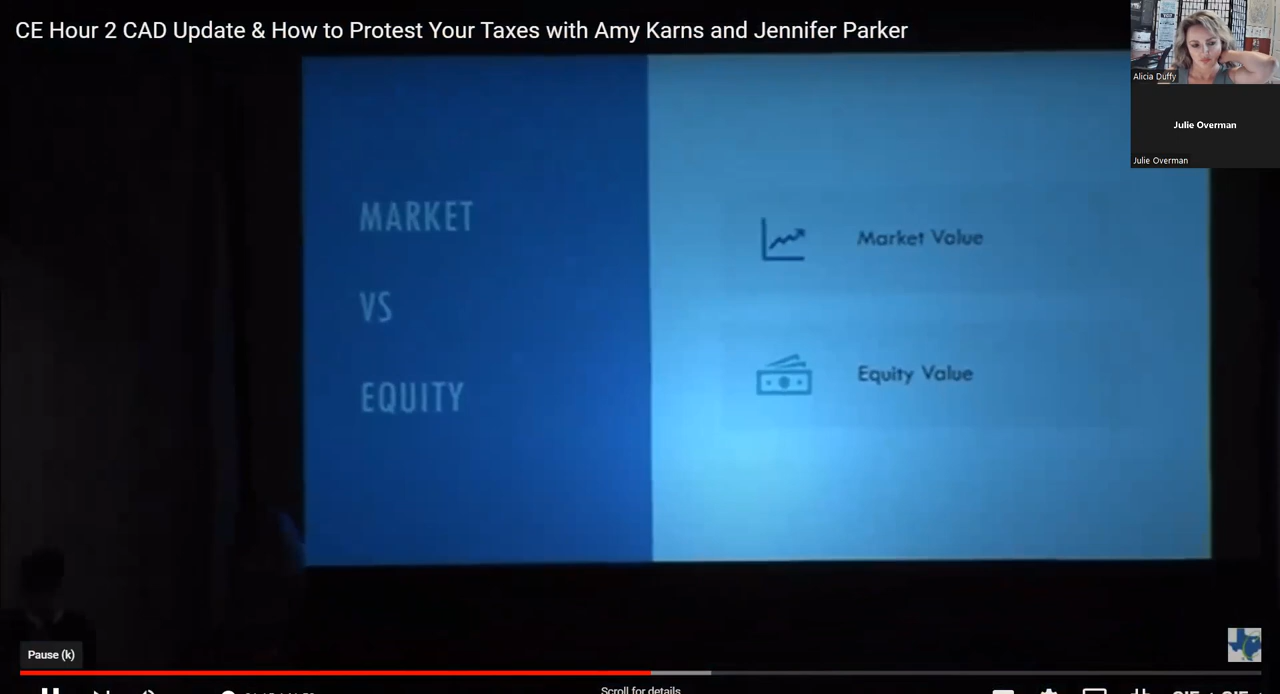 CE Hour 2 CAD Update & How to Protest Your Taxes with Amy Karns and Jennifer Parker
Alicia Duffy
Julie Overman
Julie Overman
MARKET
VS
EQUITY
Market Value
Equity Value
Pause (k)
Scroll for details